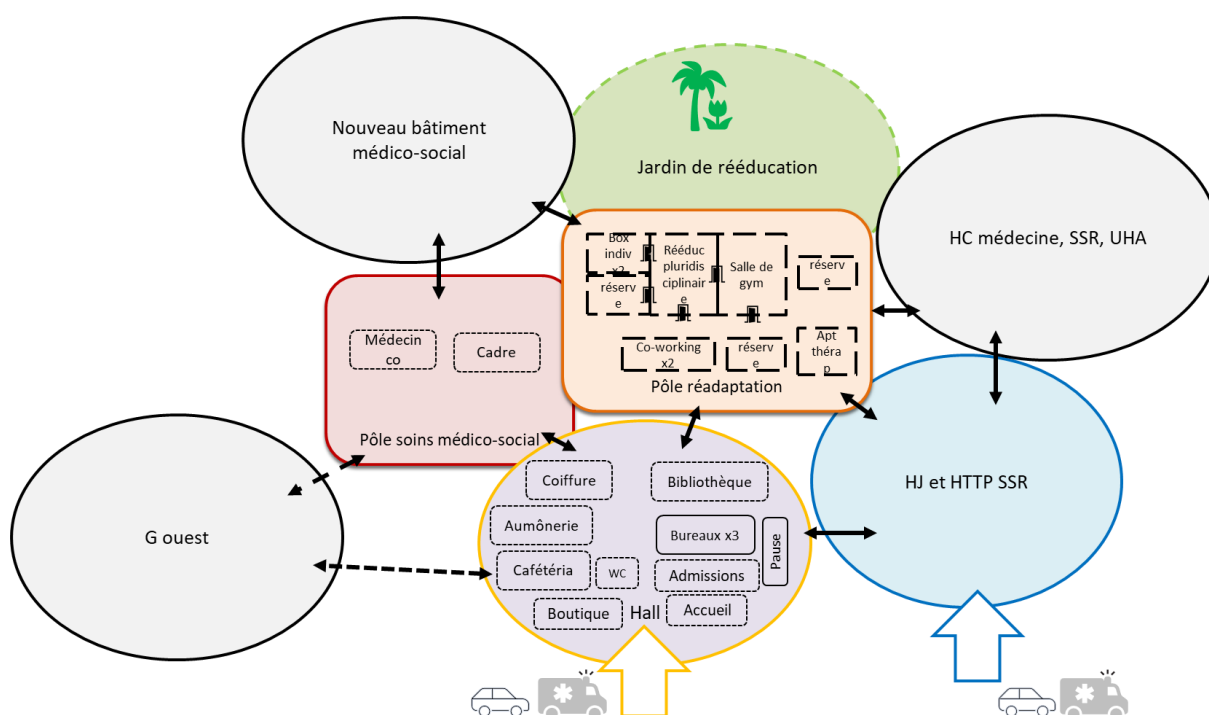 Nouveau bâtiment
médico-social
Jardin de rééducation
HC médecine, SSR, UHA
Box
indiv
x2
réserv
e
Rééduc
pluridis
ciplinair
e
Salle de
gym
réserv
e
Co-working
x2
réserv
e
Apt
théra
p
Pôle réadaptation
Médecin
co
Cadre
Pôle soins médico-social
G ouest
HJ et HTTP SSR
Coiffure
Bibliothèque
Aumônerie
Bureaux x3
Pause
Cafétéria
WC
Admissions
Boutique
Hall
Accueil